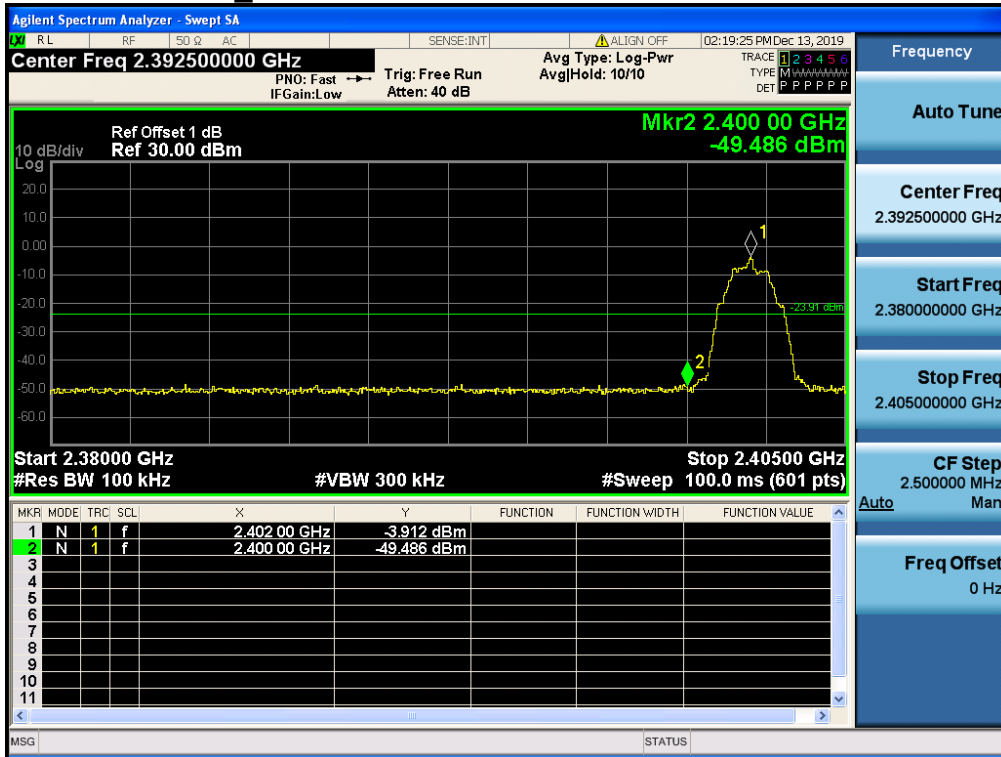 Agilent Spectrum Analyzer - Swept SA
LXI RL RF 50 Ω AC SENSE:INT ALIGN OFF 02:19:25 PM Dec 13, 2019
Center Freq 2.392500000 GHz
PNO: Fast
IFGain:Low
Trig: Free Run
Atten: 40 dB
Avg Type: Log-Pwr
Avg|Hold: 10/10
TRACE 1 2 3 4 5 6
TYPE M
DET P P P P P P
Mkr2 2.400 00 GHz
-49.486 dBm
Ref Offset 1 dB
10 dB/div Ref 30.00 dBm
Log
20.0
10.0
0.00
-10.0
-20.0
-30.0
-40.0
-50.0
-60.0
1
2
-23.91 dBm
Start 2.38000 GHz Stop 2.40500 GHz
#Res BW 100 kHz #VBW 300 kHz #Sweep 100.0 ms (601 pts)
MKR MODE TRC SCL X Y FUNCTION FUNCTION WIDTH FUNCTION VALUE
1 N 1 f 2.402 00 GHz -3.912 dBm
2 N 1 f 2.400 00 GHz -49.486 dBm
3
4
5
6
7
8
9
10
11
MSG STATUS
Frequency
Auto Tune
Center Freq
2.392500000 GHz
Start Freq
2.380000000 GHz
Stop Freq
2.405000000 GHz
CF Step
2.500000 MHz
Auto Man
Freq Offset
0 Hz